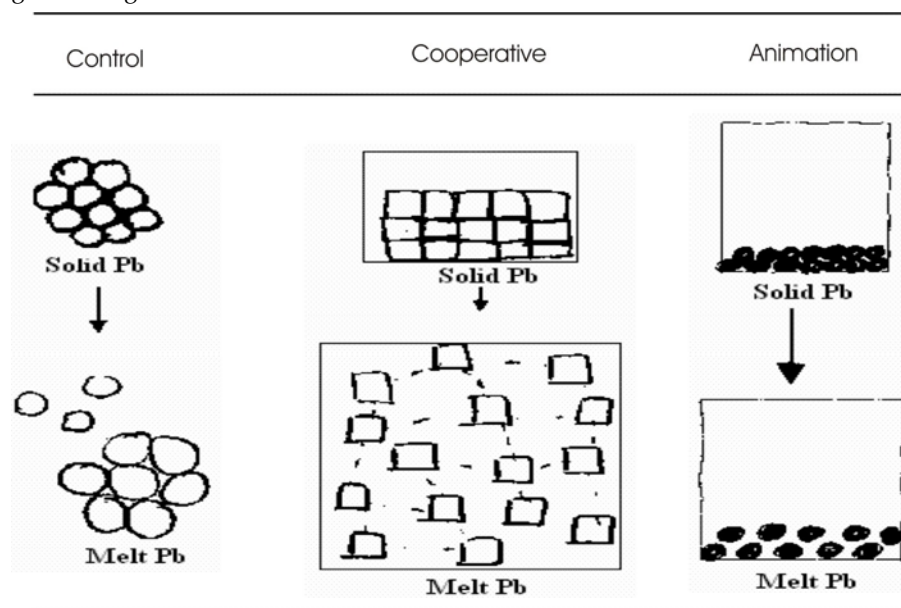 Control Cooperative Animation
Solid Pb Solid Pb Solid Pb
Melt Pb Melt Pb Melt Pb